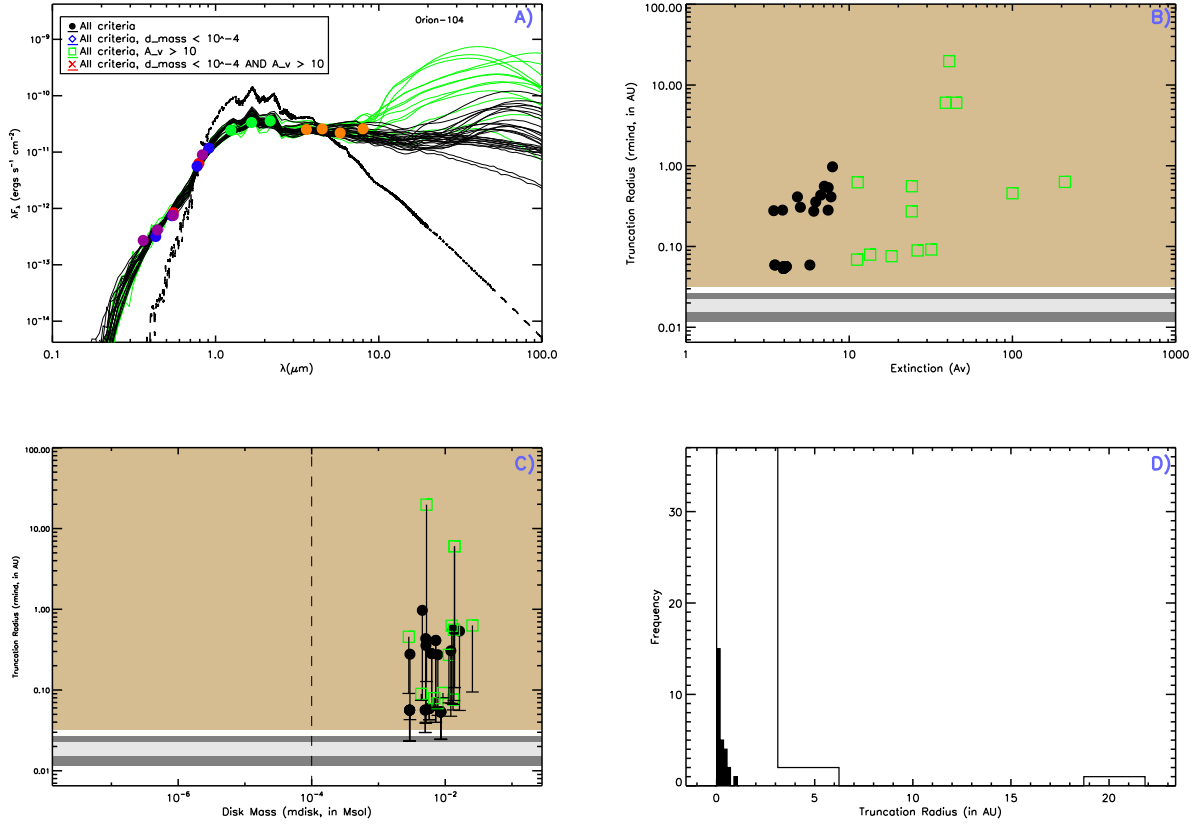 Orion-104
A)
All criteria
All criteria, d_mass < 10^-4
All criteria, A_v > 10
All criteria, d_mass < 10^-4 AND A_v > 10
10⁻⁹
10⁻¹⁰
10⁻¹¹
10⁻¹²
10⁻¹³
10⁻¹⁴
λFλ (ergs s⁻¹ cm⁻²)
0.1 1.0 10.0 100.0
λ(μm)
B)
100.00
10.00
1.00
0.10
0.01
Truncation Radius (rmind, in AU)
1 10 100 1000
Extinction (Av)
C)
100.00
10.00
1.00
0.10
0.01
Truncation Radius (rmind, in AU)
10⁻⁶ 10⁻⁴ 10⁻²
Disk Mass (mdisk, in Msol)
D)
30
20
10
0
Frequency
0 5 10 15 20
Truncation Radius (in AU)